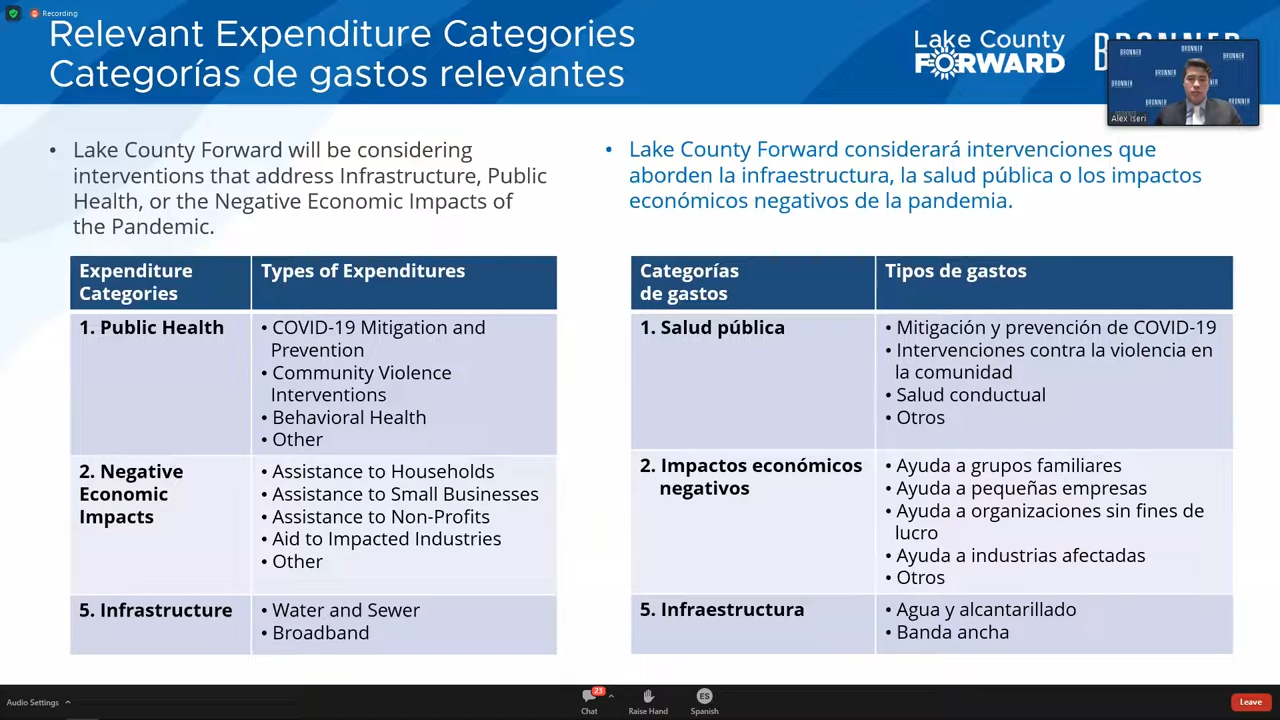 Recording
Relevant Expenditure Categories
Categorías de gastos relevantes
Lake County
FORWARD
BRONNER
BRONNER
BRONNER
BRONNER
BRONNER
BRONNER
BRONNER
BRONNER
Alex Iseri
• Lake County Forward will be considering
interventions that address Infrastructure, Public
Health, or the Negative Economic Impacts of
the Pandemic.
• Lake County Forward considerará intervenciones que
aborden la infraestructura, la salud pública o los impactos
económicos negativos de la pandemia.
Expenditure
Categories
Types of Expenditures
1. Public Health
• COVID-19 Mitigation and
Prevention
• Community Violence
Interventions
• Behavioral Health
• Other
2. Negative
Economic
Impacts
• Assistance to Households
• Assistance to Small Businesses
• Assistance to Non-Profits
• Aid to Impacted Industries
• Other
5. Infrastructure
• Water and Sewer
• Broadband
Categorías
de gastos
Tipos de gastos
1. Salud pública
• Mitigación y prevención de COVID-19
• Intervenciones contra la violencia en
la comunidad
• Salud conductual
• Otros
2. Impactos económicos
negativos
• Ayuda a grupos familiares
• Ayuda a pequeñas empresas
• Ayuda a organizaciones sin fines de
lucro
• Ayuda a industrias afectadas
• Otros
5. Infraestructura
• Agua y alcantarillado
• Banda ancha
Audio Settings
23
Chat
Raise Hand
ES
Spanish
Leave